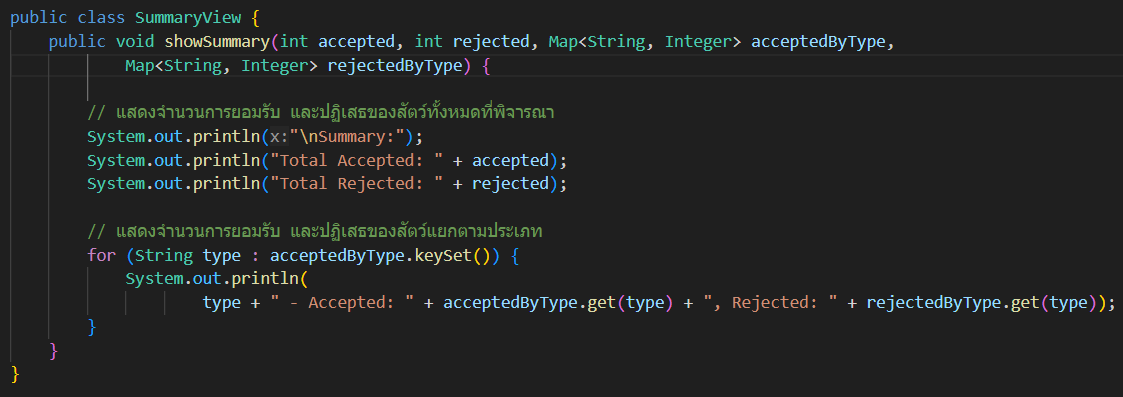 public class SummaryView {
public void showSummary(int accepted, int rejected, Map<String, Integer> acceptedByType,
Map<String, Integer> rejectedByType) {
// แสดงจำนวนการยอมรับ และปฏิเสธของสัตว์ทั้งหมดที่พิจารณา
System.out.println(x:"\nSummary:");
System.out.println("Total Accepted: " + accepted);
System.out.println("Total Rejected: " + rejected);
// แสดงจำนวนการยอมรับ และปฏิเสธของสัตว์แยกตามประเภท
for (String type : acceptedByType.keySet()) {
System.out.println(
type + " - Accepted: " + acceptedByType.get(type) + ", Rejected: " + rejectedByType.get(type));
}
}
}